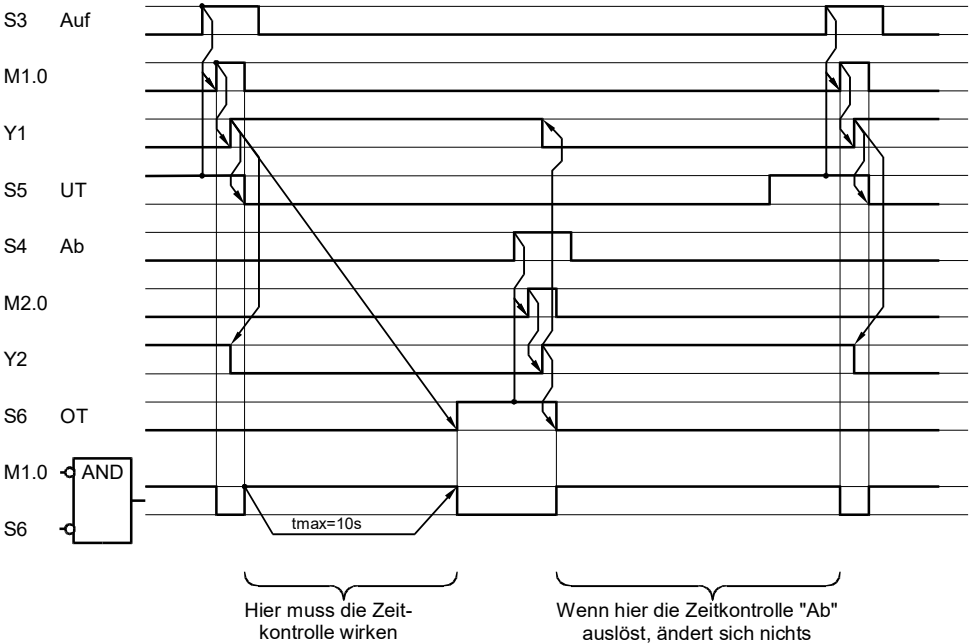 S3 Auf
M1.0
Y1
S5 UT
S4 Ab
M2.0
Y2
S6 OT
M1.0 AND
S6
tmax=10s
Hier muss die Zeit-
kontrolle wirken
Wenn hier die Zeitkontrolle "Ab"
auslöst, ändert sich nichts